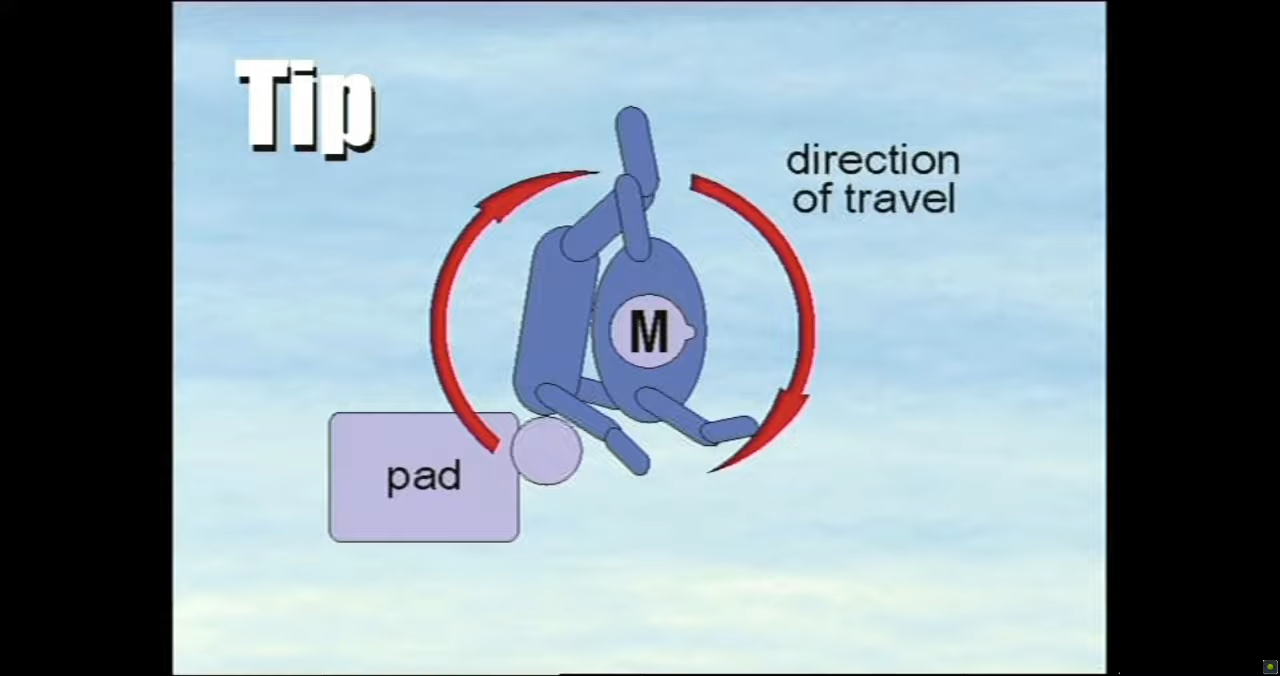 Tip
direction
of travel
M
pad